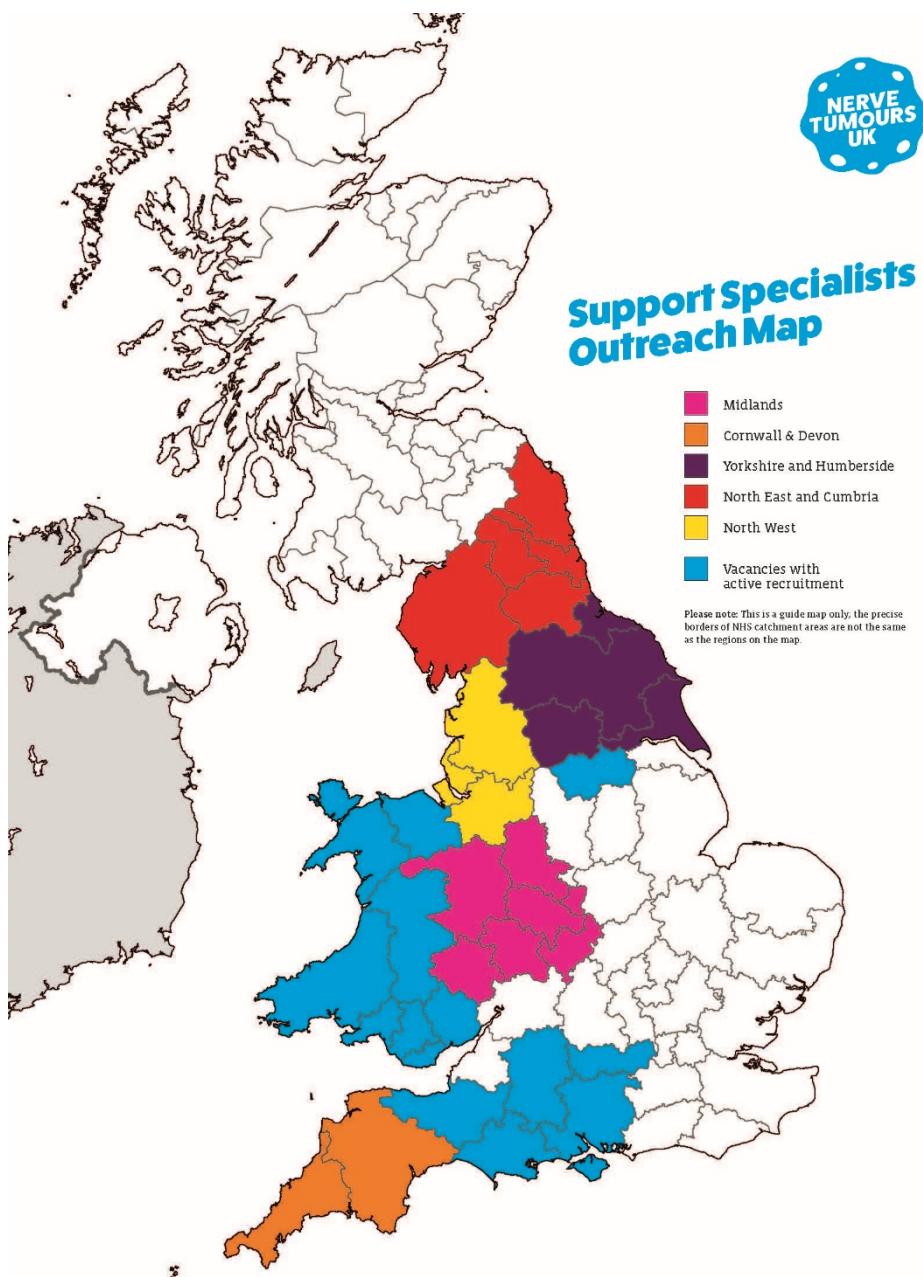 NERVE
TUMOURS
UK
Support Specialists
Outreach Map
Midlands
Cornwall & Devon
Yorkshire and Humberside
North East and Cumbria
North West
Vacancies with
active recruitment
Please note: This is a guide map only, the precise
borders of NHS catchment areas are not the same
as the regions on the map.